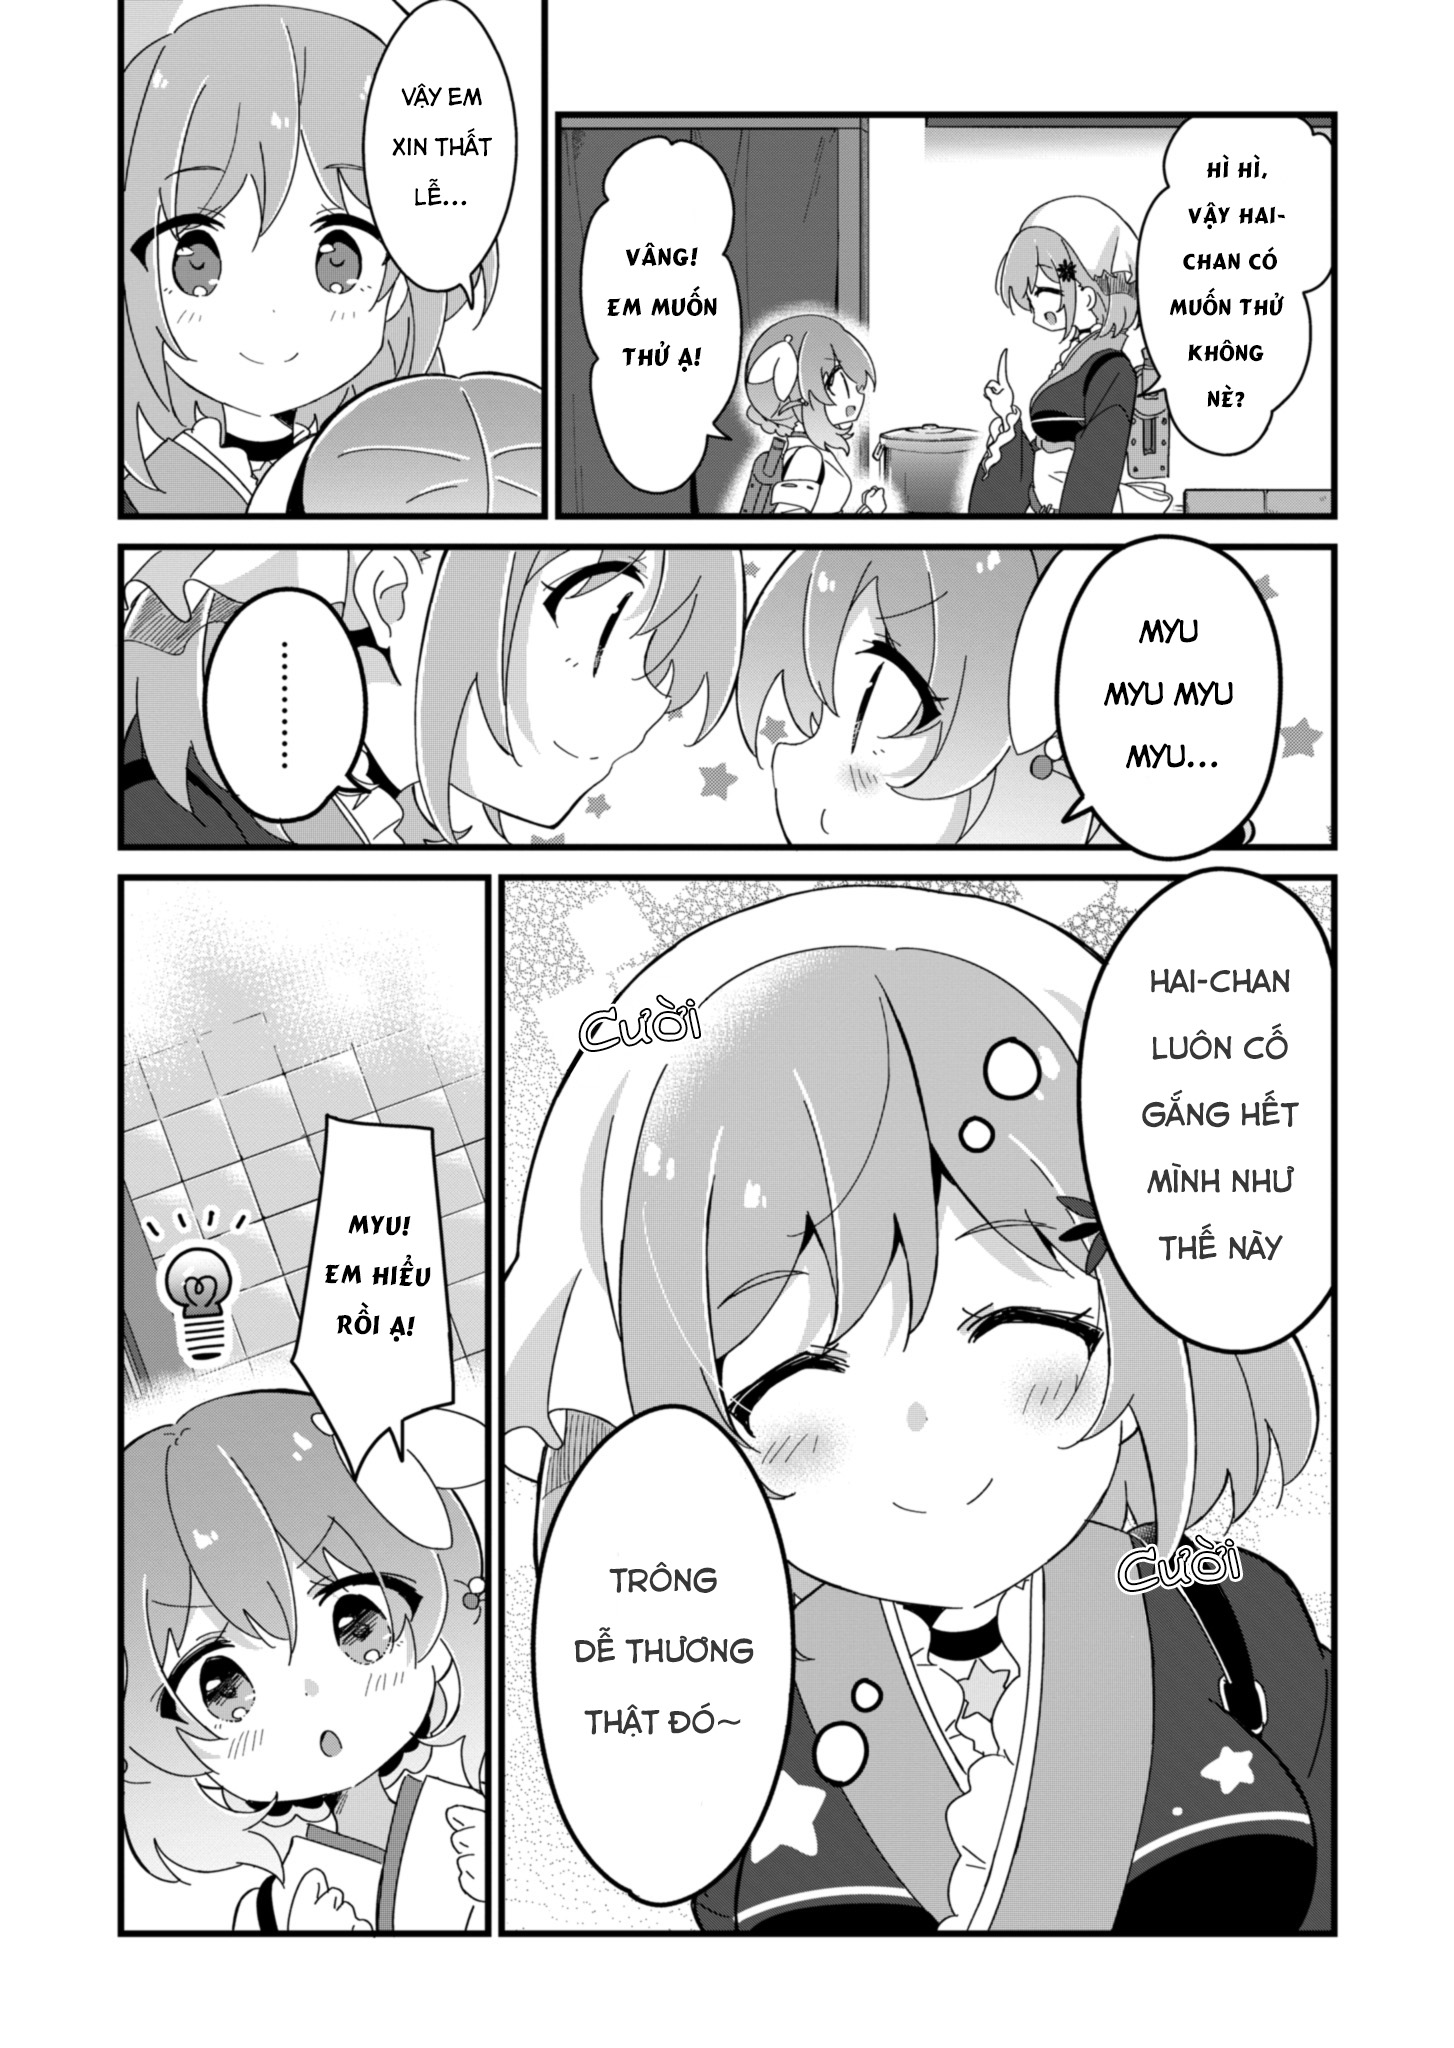 HÌ HÌ,
VẬY HAI-
CHAN CÓ
MUỐN THỬ
KHÔNG
NÈ?
VÂNG!
EM MUỐN
THỬ Ạ!
VẬY EM
XIN THẤT
LỄ...
MYU
MYU MYU
MYU...
.........
HAI-CHAN
LUÔN CỐ
GẮNG HẾT
MÌNH NHƯ
THẾ NÀY
Cười
TRÔNG
DỄ THƯƠNG
THẬT ĐÓ~
Cười
MYU!
EM HIỂU
RỒI Ạ!